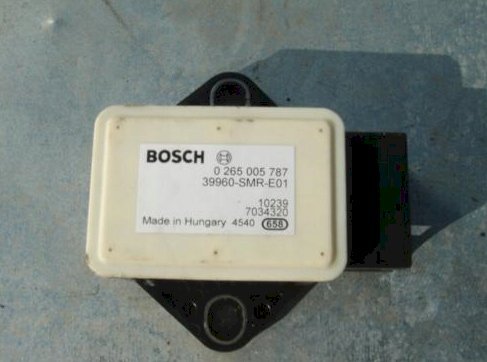 BOSCH
0 265 005 787
39960-SMR-E01
10239
7034320
Made in Hungary 4540 658